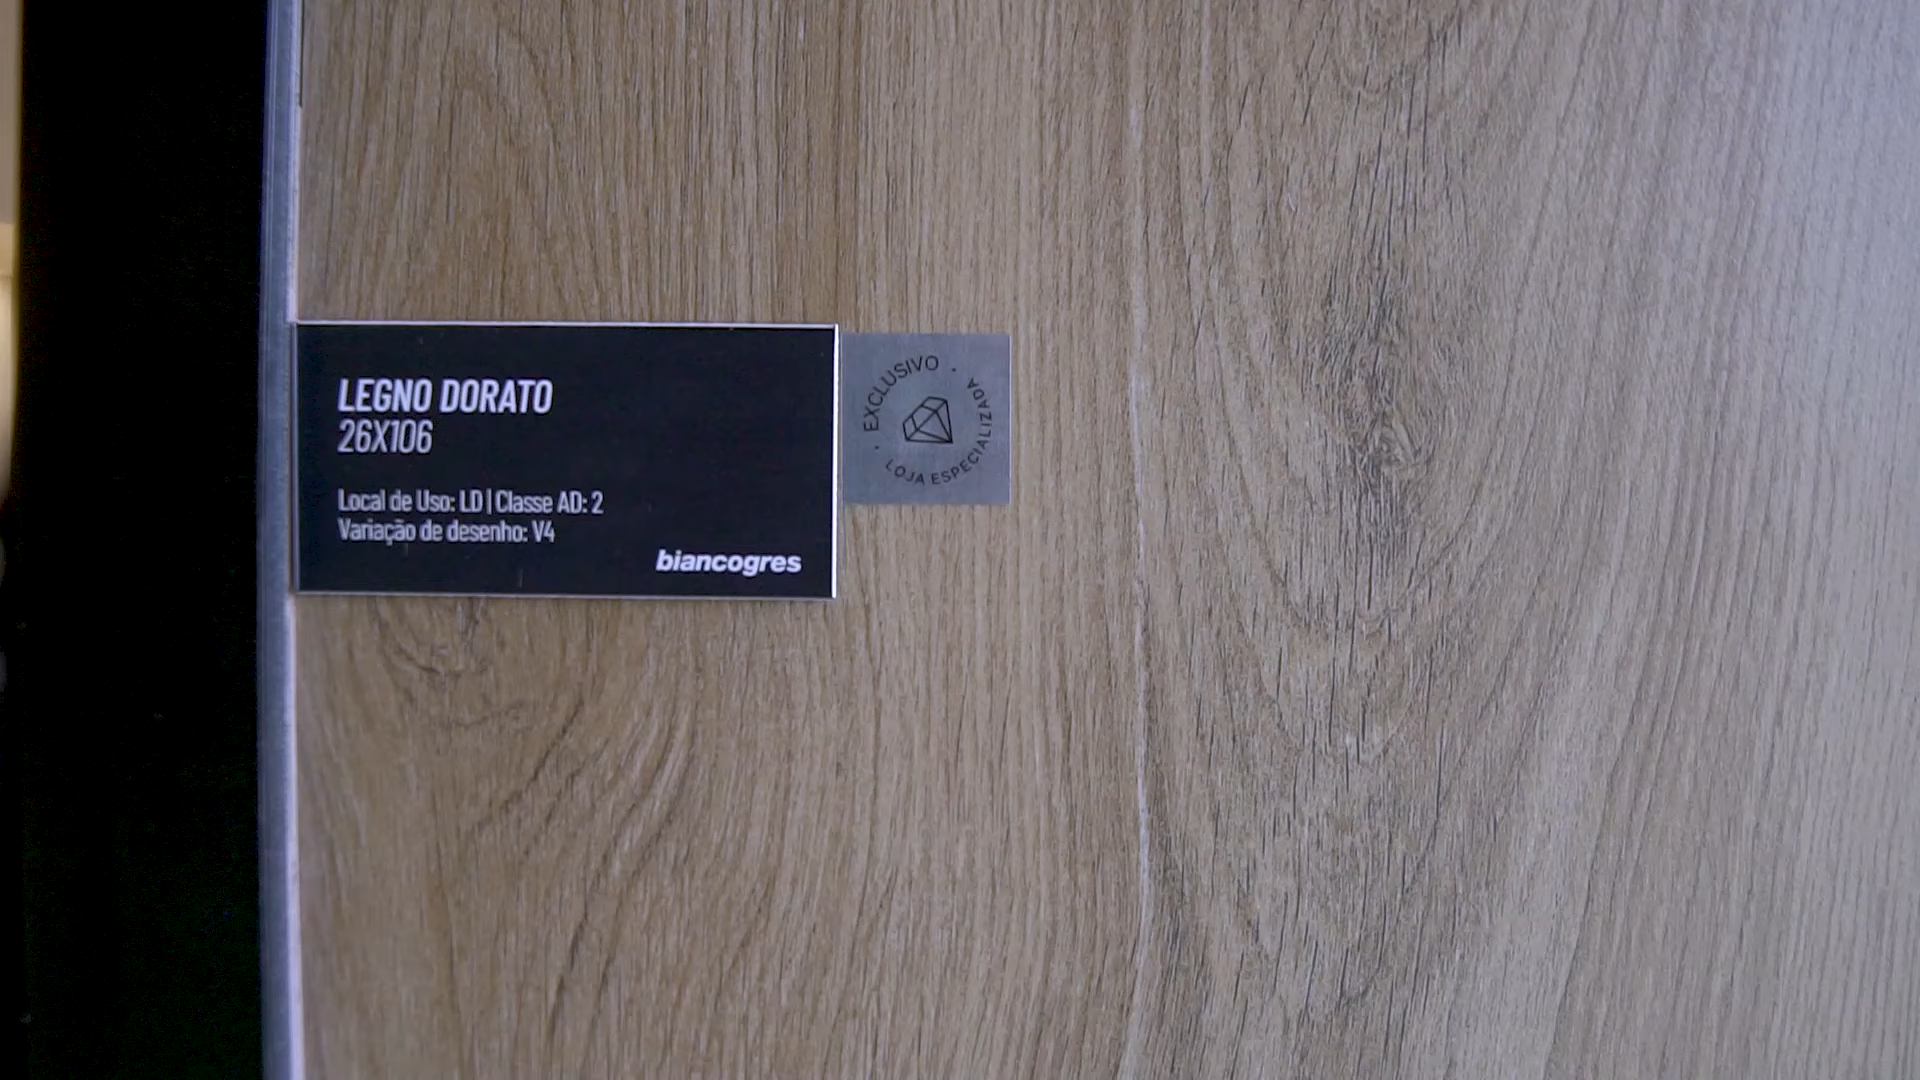 LEGNO DORATO
26X106
Local de Uso: LD | Classe AD: 2
Variação de desenho: V4
biancogres
EXCLUSIVO
LOJA ESPECIALIZADA